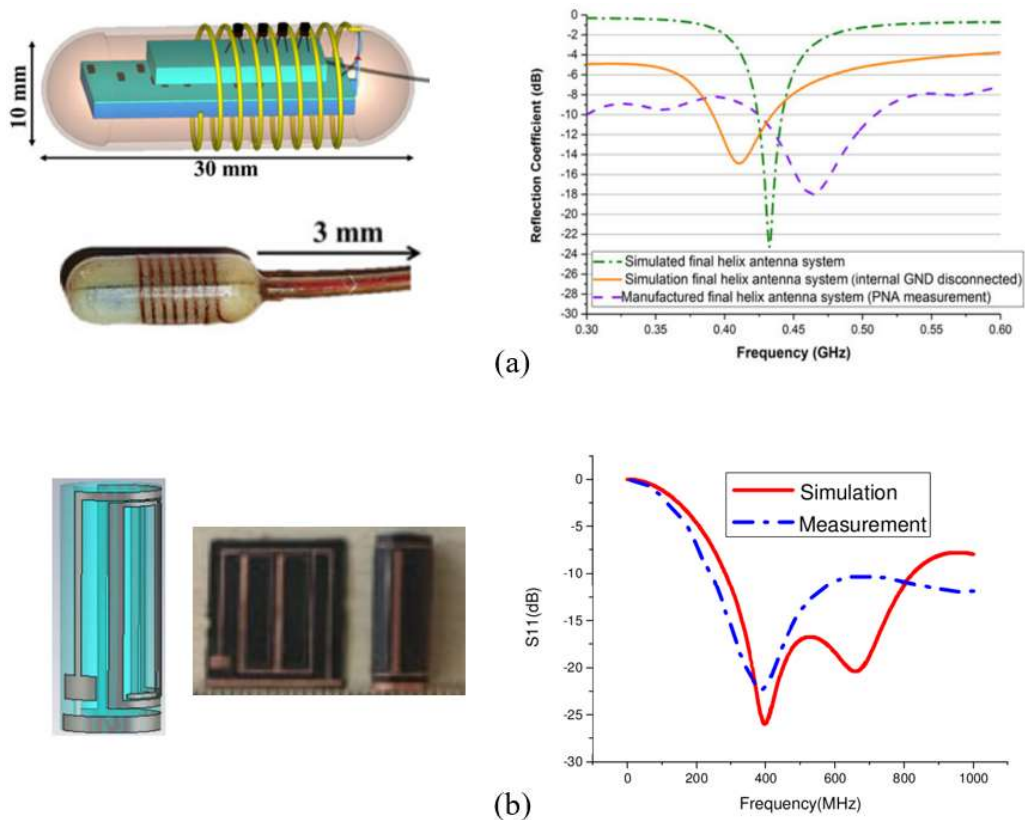 10 mm
30 mm
3 mm
Reflection Coefficient (dB)
0
-2
-4
-6
-8
-10
-12
-14
-16
-18
-20
-22
-24
-26
-28
-30
Simulated final helix antenna system
Simulation final helix antenna system (internal GND disconnected)
Manufactured final helix antenna system (PNA measurement)
0.30 0.35 0.40 0.45 0.50 0.55 0.60
Frequency (GHz)
(a)
S11(dB)
0
-5
-10
-15
-20
-25
-30
Simulation
Measurement
0 200 400 600 800 1000
Frequency(MHz)
(b)